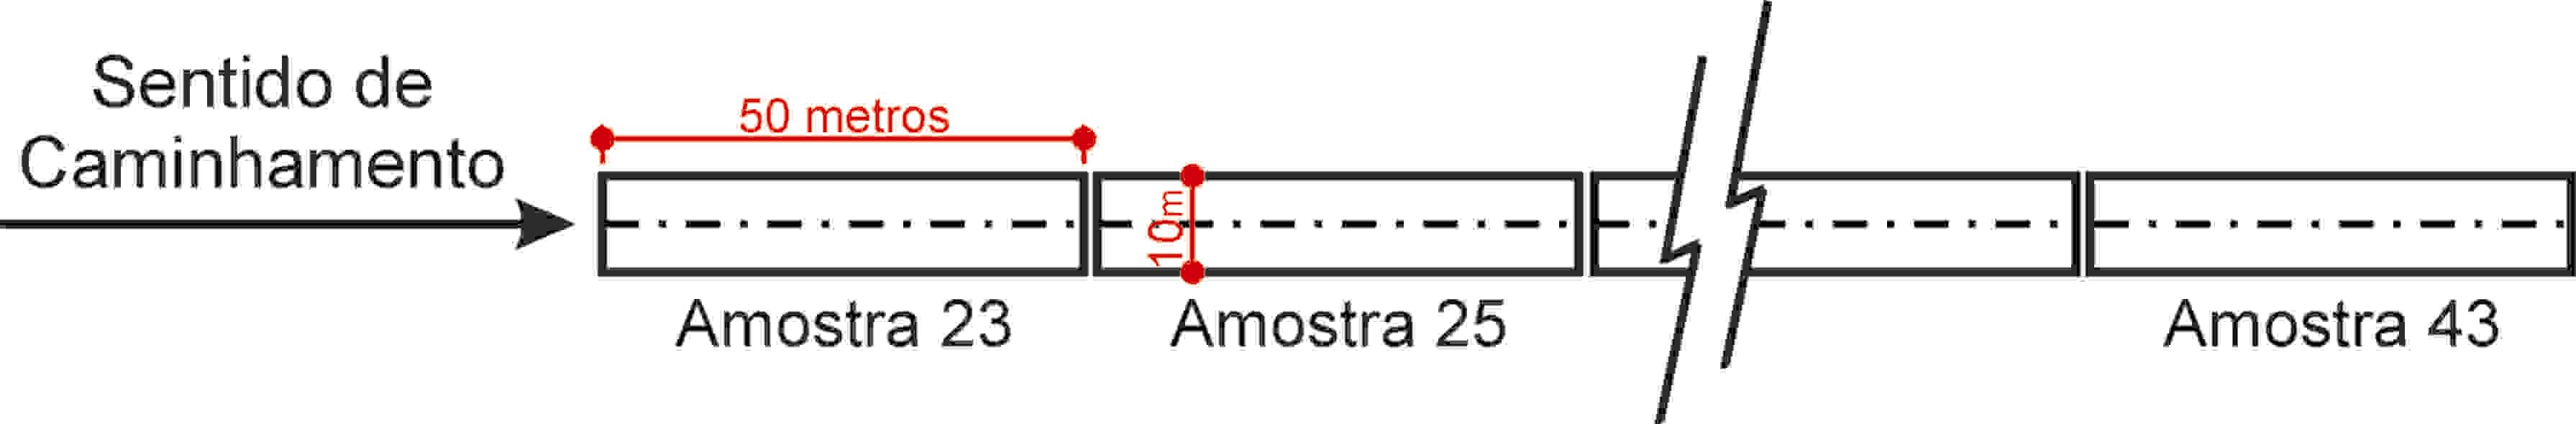 Sentido de
Caminhamento
50 metros
10m
Amostra 23
Amostra 25
Amostra 43